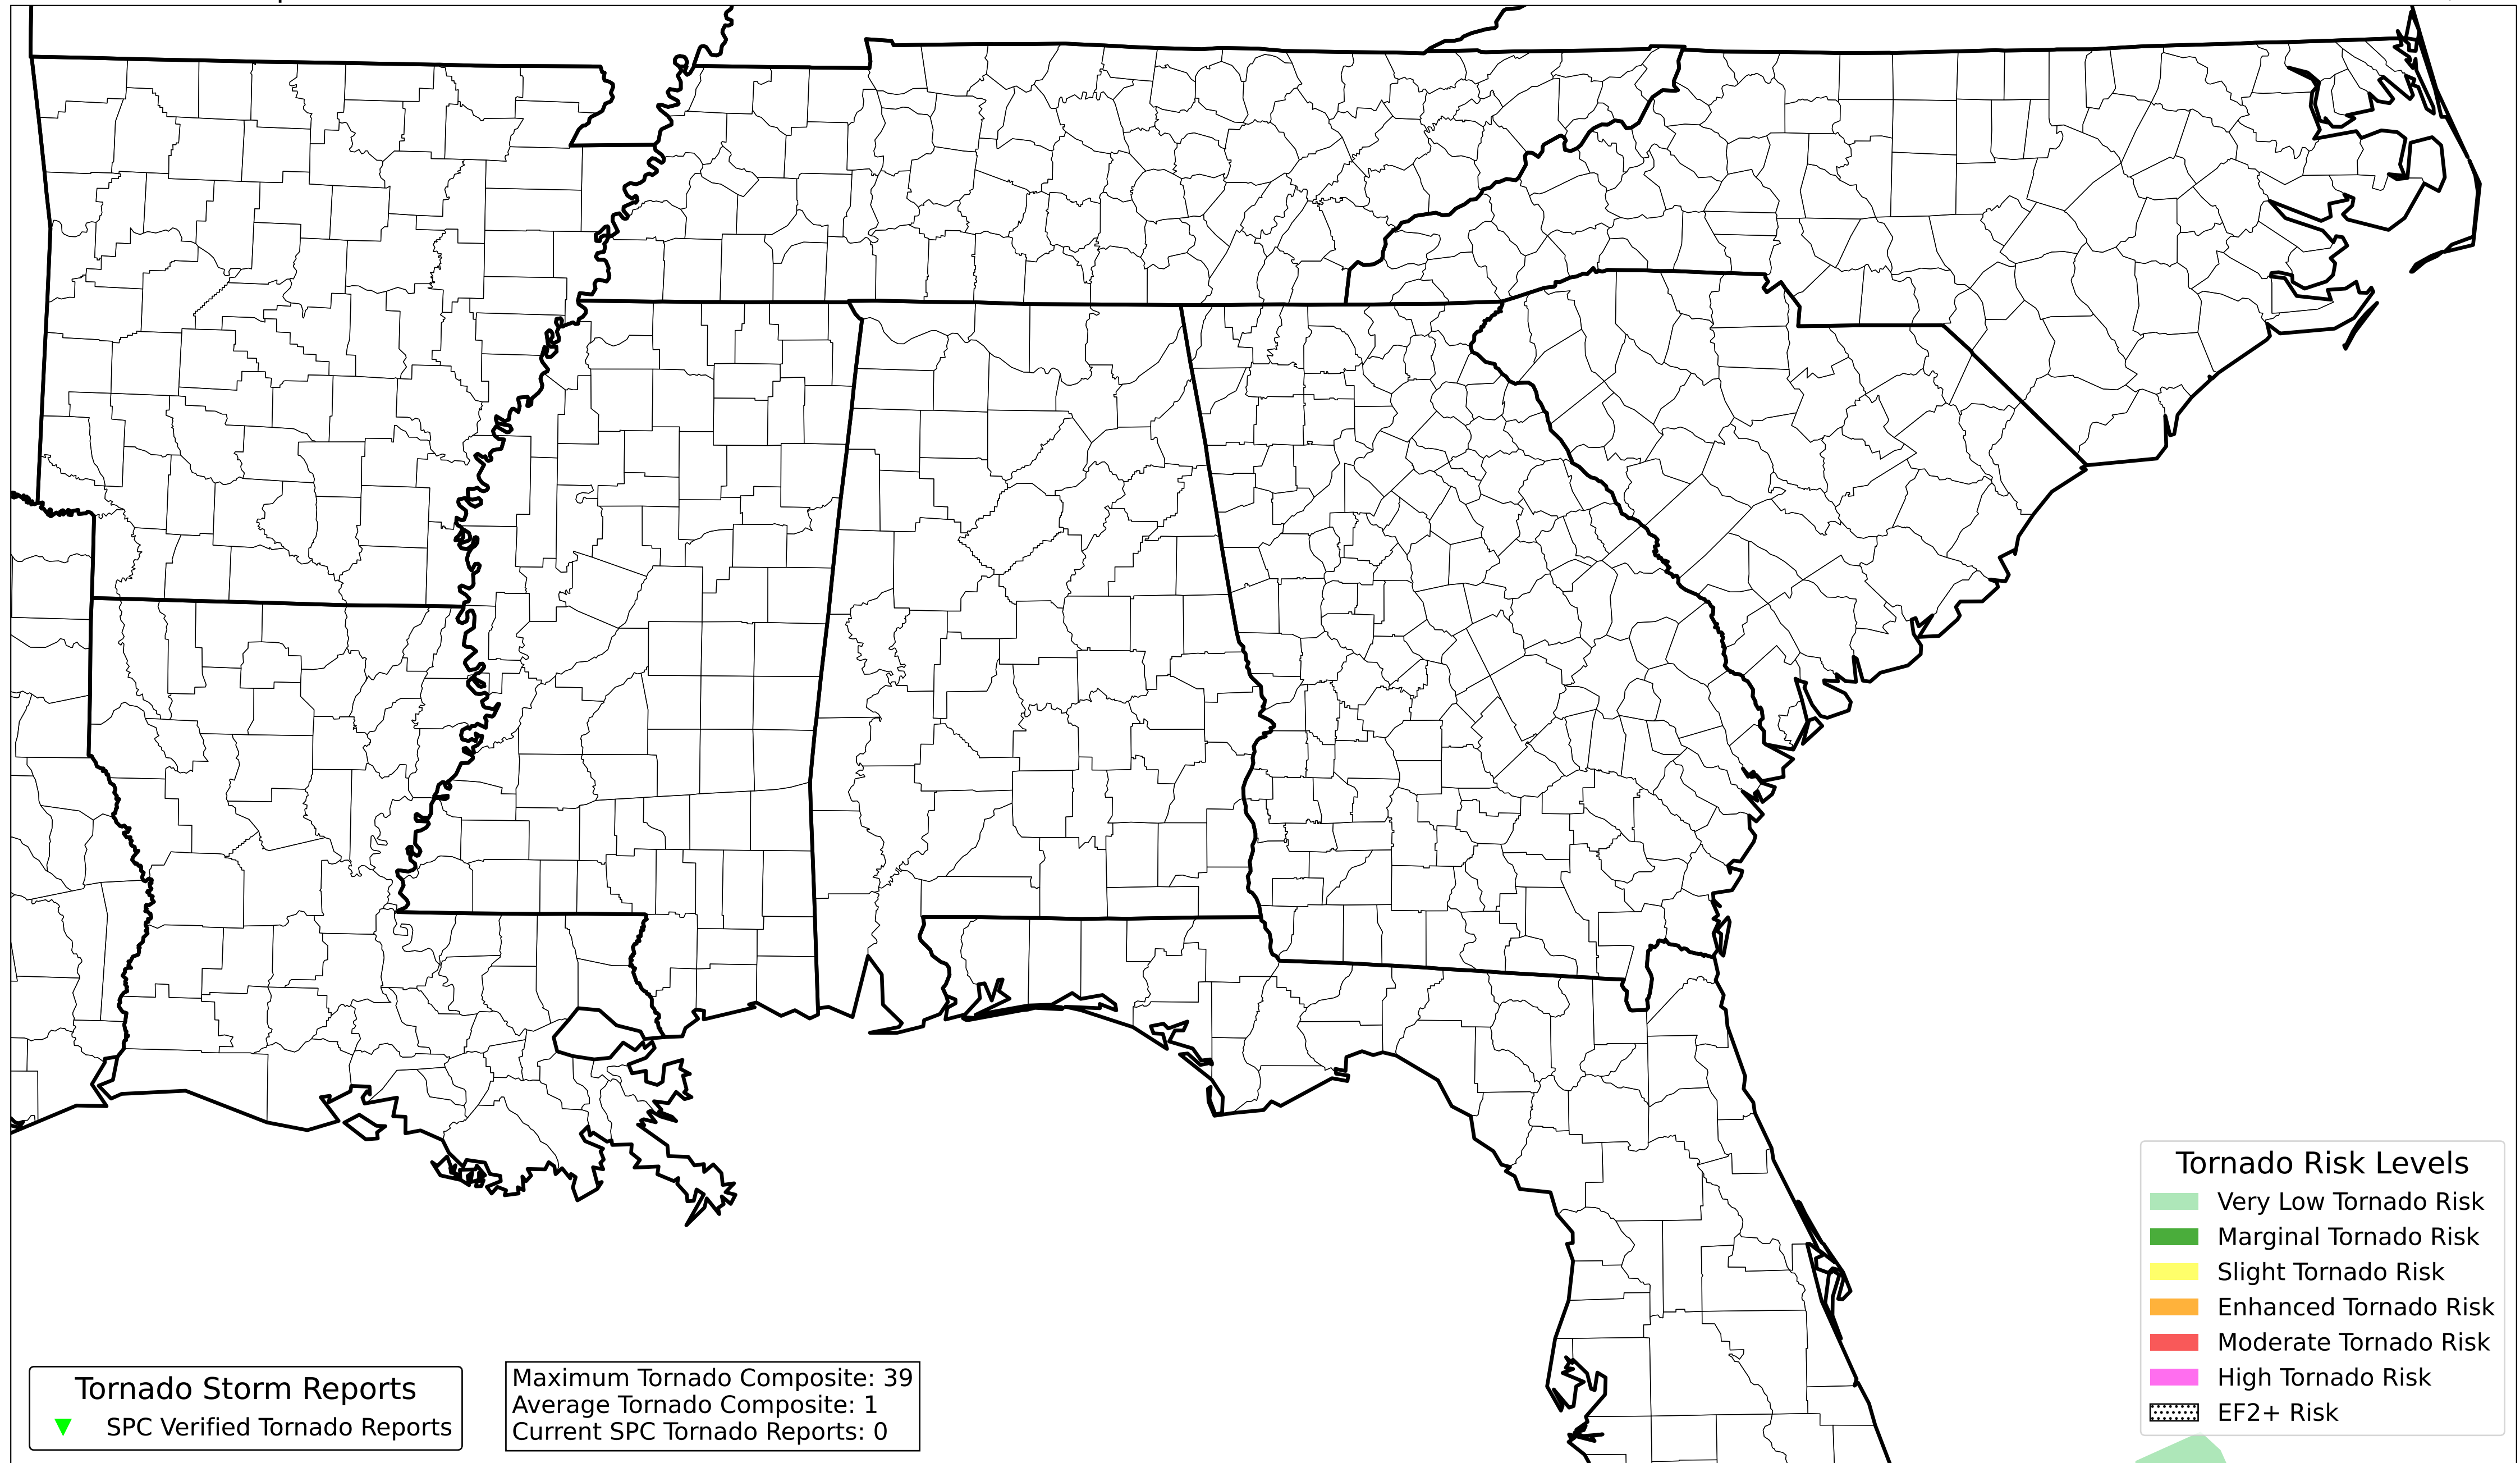 Tornado Risk Levels
Very Low Tornado Risk
Marginal Tornado Risk
Slight Tornado Risk
Enhanced Tornado Risk
Moderate Tornado Risk
High Tornado Risk
EF2+ Risk
Tornado Storm Reports
SPC Verified Tornado Reports
Maximum Tornado Composite: 39
Average Tornado Composite: 1
Current SPC Tornado Reports: 0